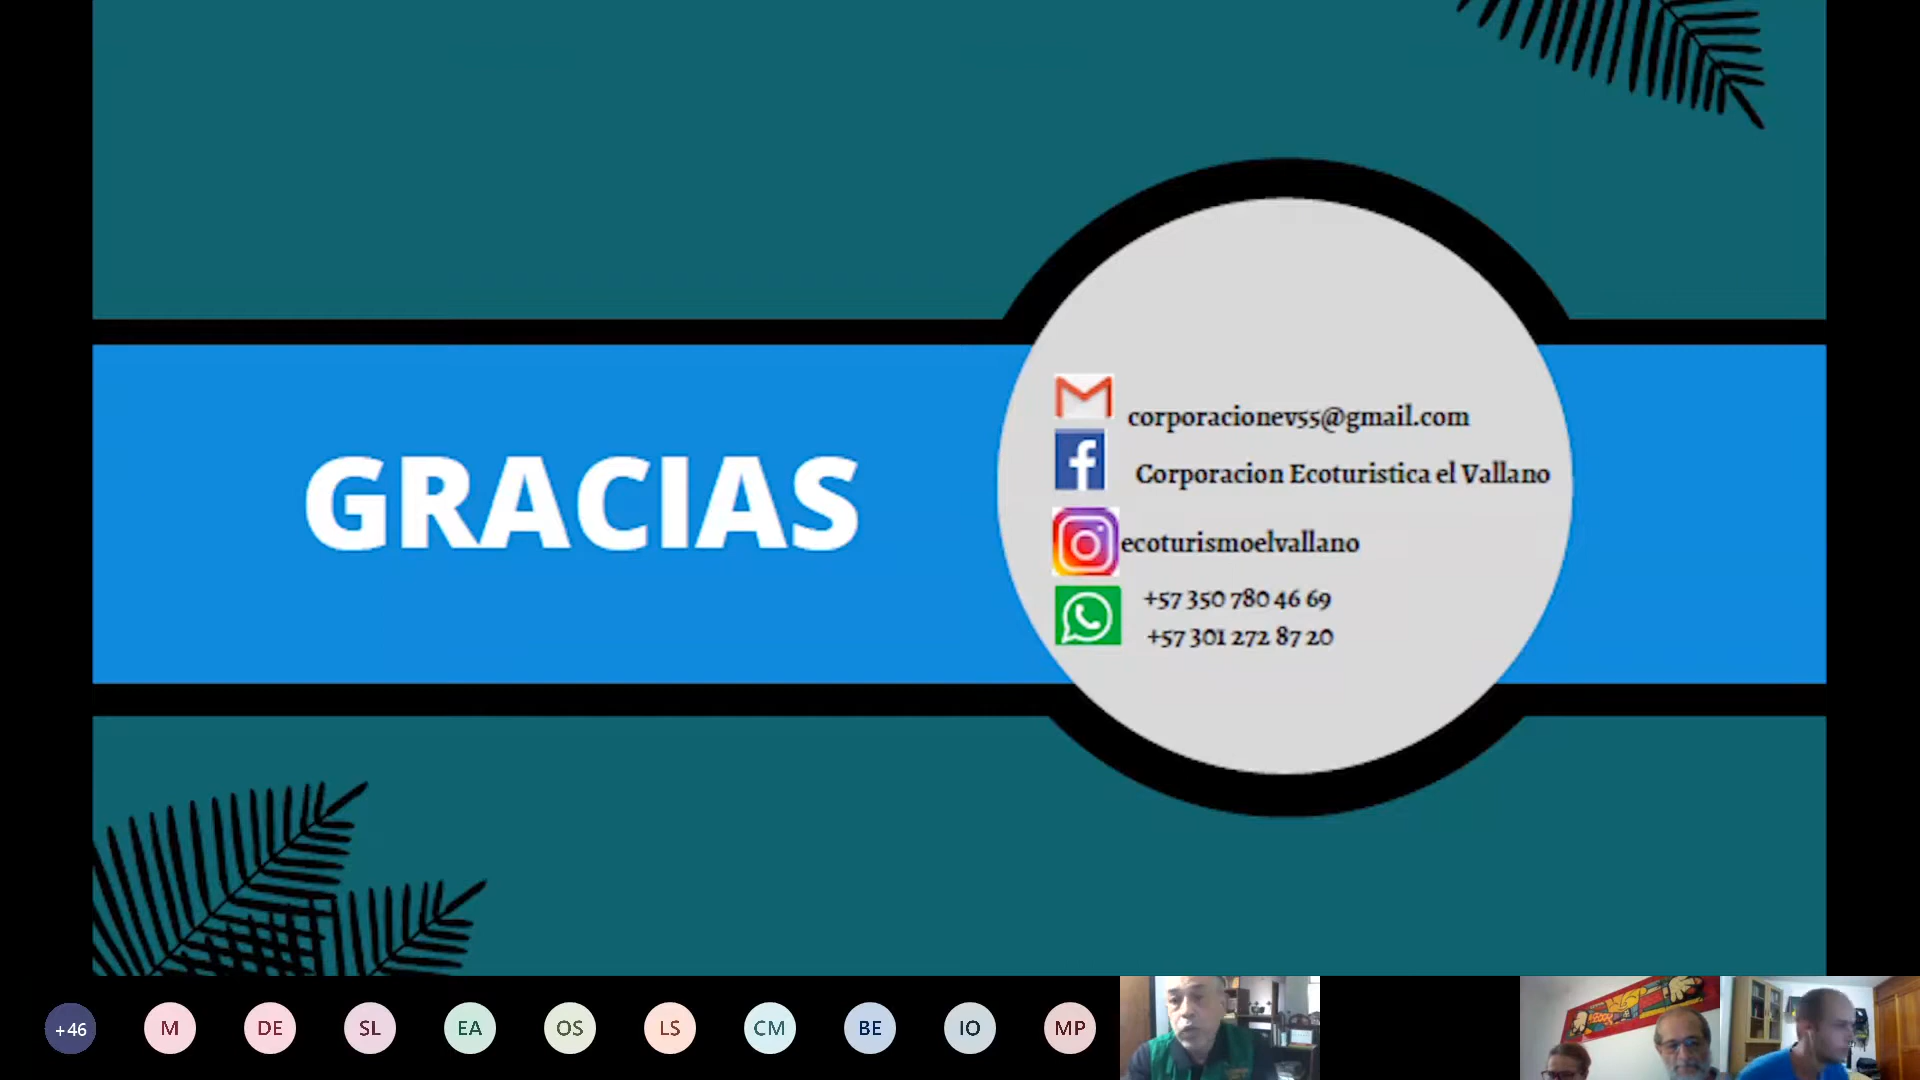 GRACIAS
corporacionev55@gmail.com
Corporacion Ecoturistica el Vallano
ecoturismoelvallano
+57 350 780 46 69
+57 301 272 87 20
+46
M
DE
SL
EA
OS
LS
CM
BE
IO
MP